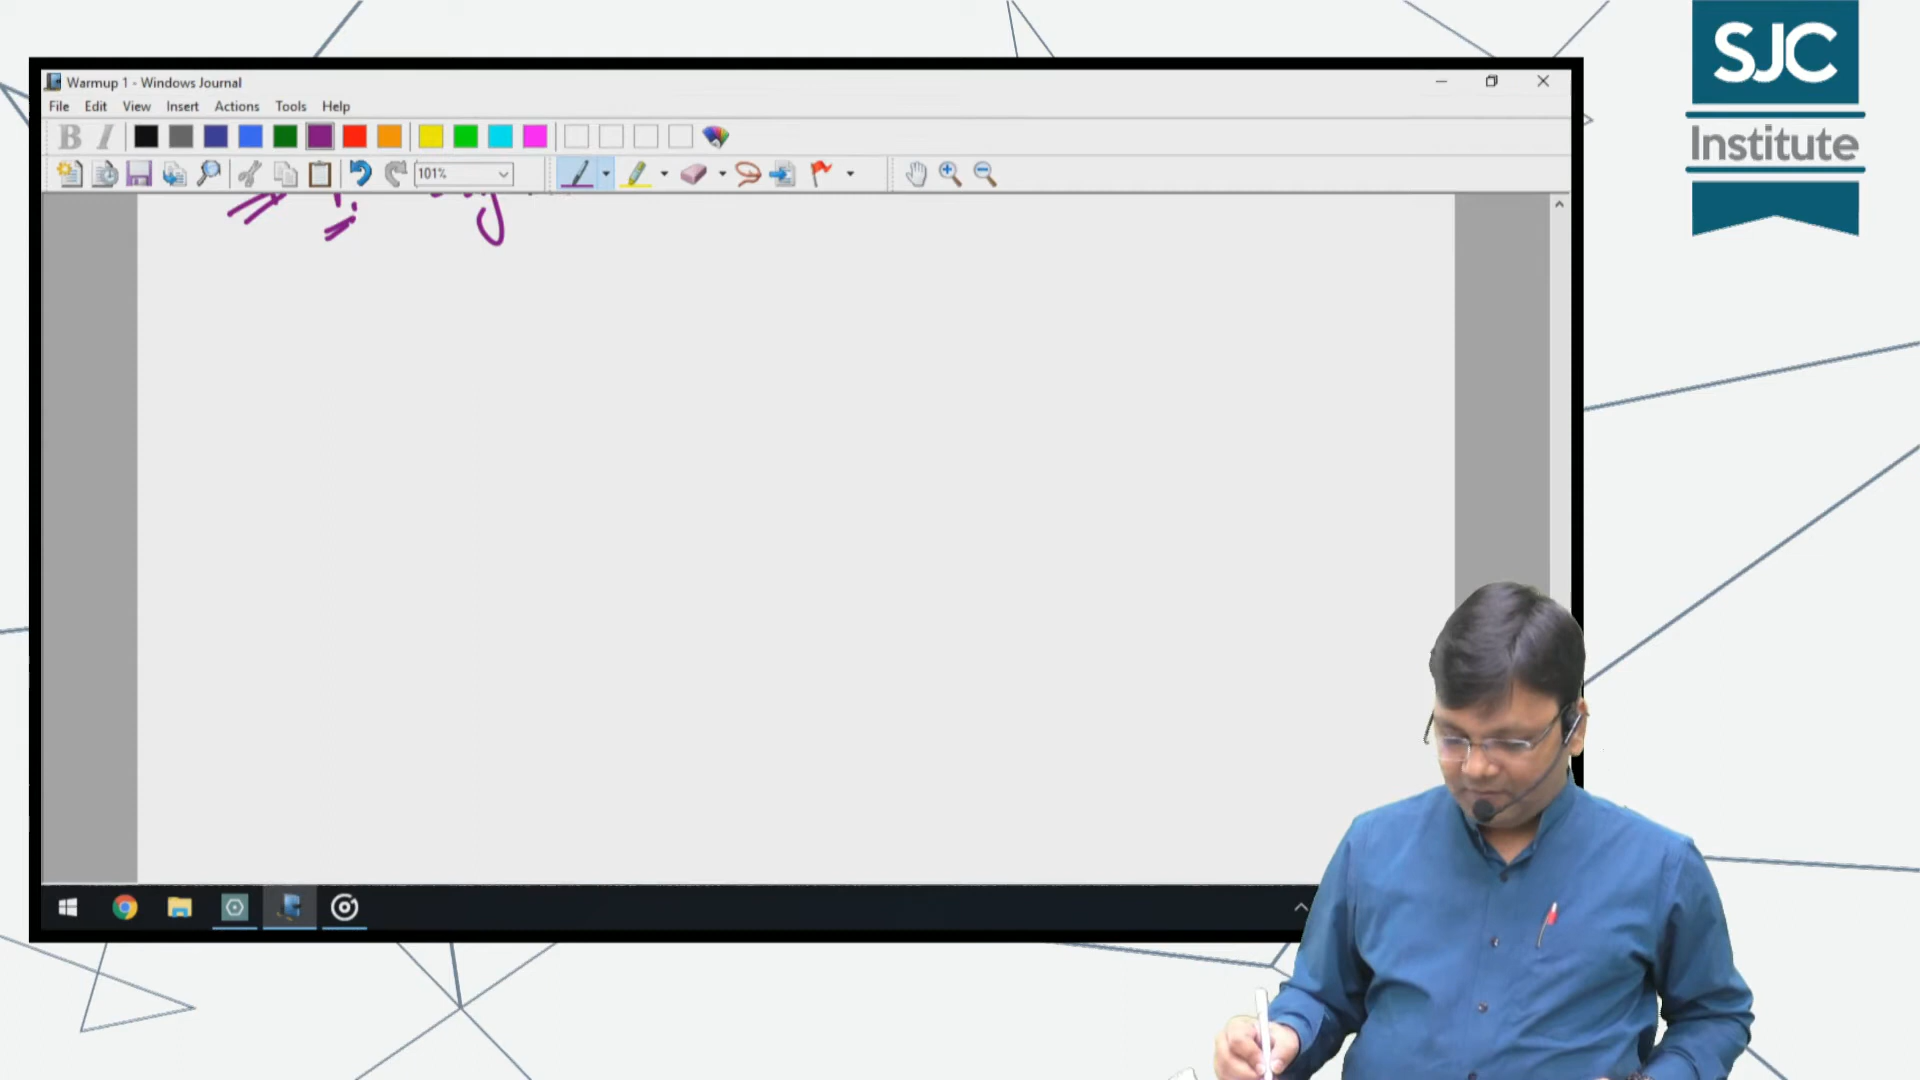 SJC
Institute
Warmup 1 - Windows Journal
File Edit View Insert Actions Tools Help
B I
101%